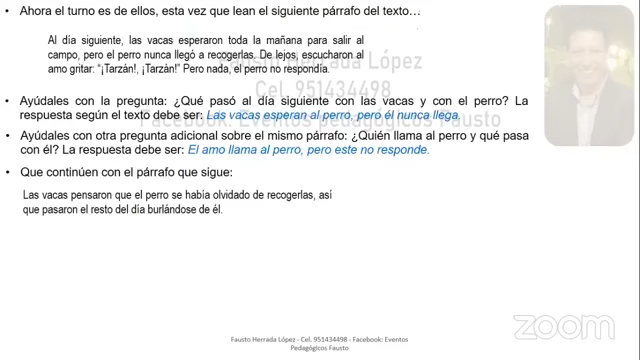 • Ahora el turno es de ellos, esta vez que lean el siguiente párrafo del texto…
Al día siguiente, las vacas esperaron toda la mañana para salir al
campo, pero el perro nunca llegó a recogerlas. De lejos, escucharon al
amo gritar: “¡Tarzán!, ¡Tarzán!” Pero nada, el perro no respondía.
Fausto Herrada López
Cel. 951434498
Facebook: Eventos pedagógicos Fausto
• Ayúdales con la pregunta: ¿Qué pasó al día siguiente con las vacas y con el perro? La
respuesta según el texto debe ser: Las vacas esperan al perro, pero él nunca llega.
• Ayúdales con otra pregunta adicional sobre el mismo párrafo: ¿Quién llama al perro y qué pasa
con él? La respuesta debe ser: El amo llama al perro, pero este no responde.
• Que continúen con el párrafo que sigue:
Las vacas pensaron que el perro se había olvidado de recogerlas, así
que pasaron el resto del día burlándose de él.
zoom
Fausto Herrada López - Cel. 951434498 - Facebook: Eventos
Pedagógicos Fausto